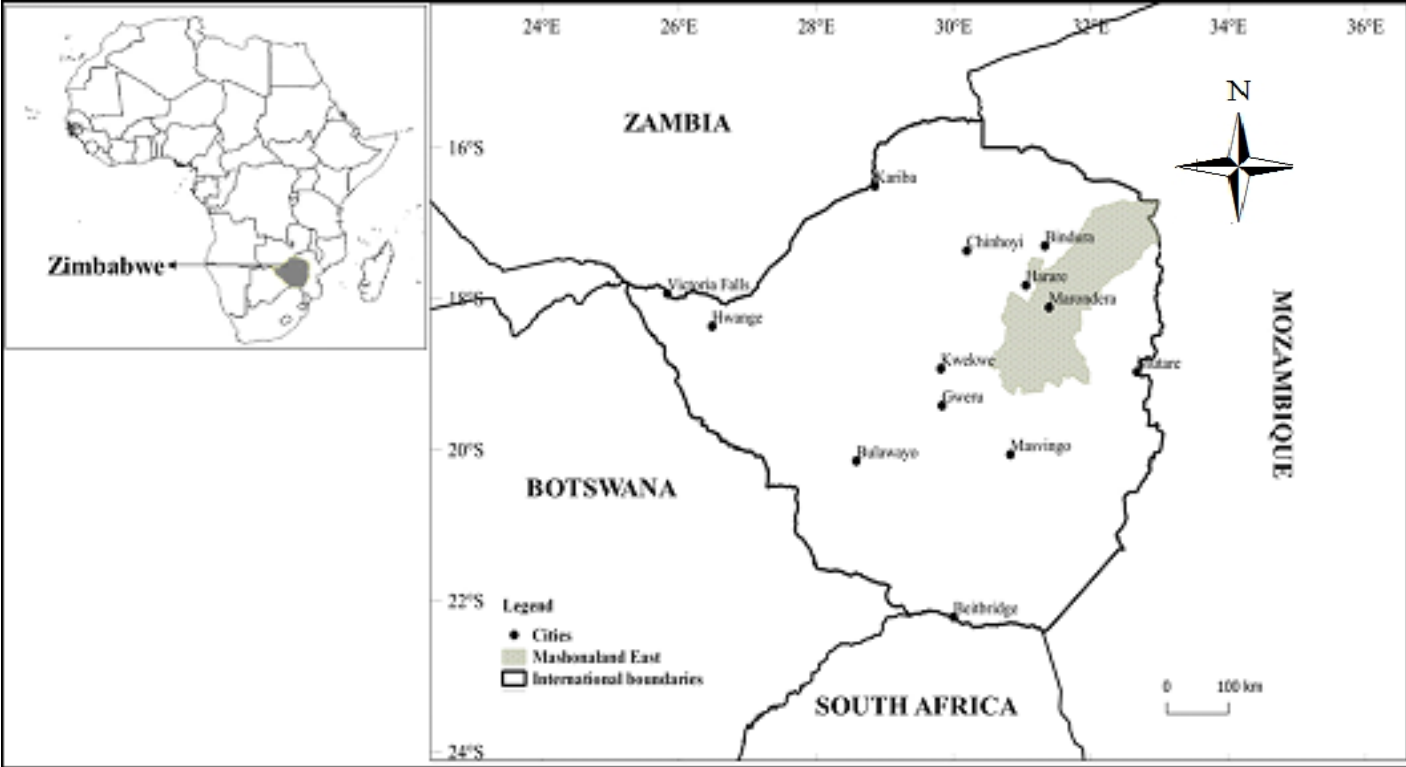 24°E 26°E 28°E 30°E 32°E 34°E 36°E
N
ZAMBIA
16°S
Kariba
Chinhoyi
Bindura
Zimbabwe
Harare
Victoria Falls
Marondera
18°S
Hwange
MOZAMBIQUE
Kwekwe
Gweru
20°S
Bulawayo
Masvingo
BOTSWANA
22°S
Legend
Beitbridge
Cities
Mashonaland East
International boundaries
0 100 km
SOUTH AFRICA
24°S